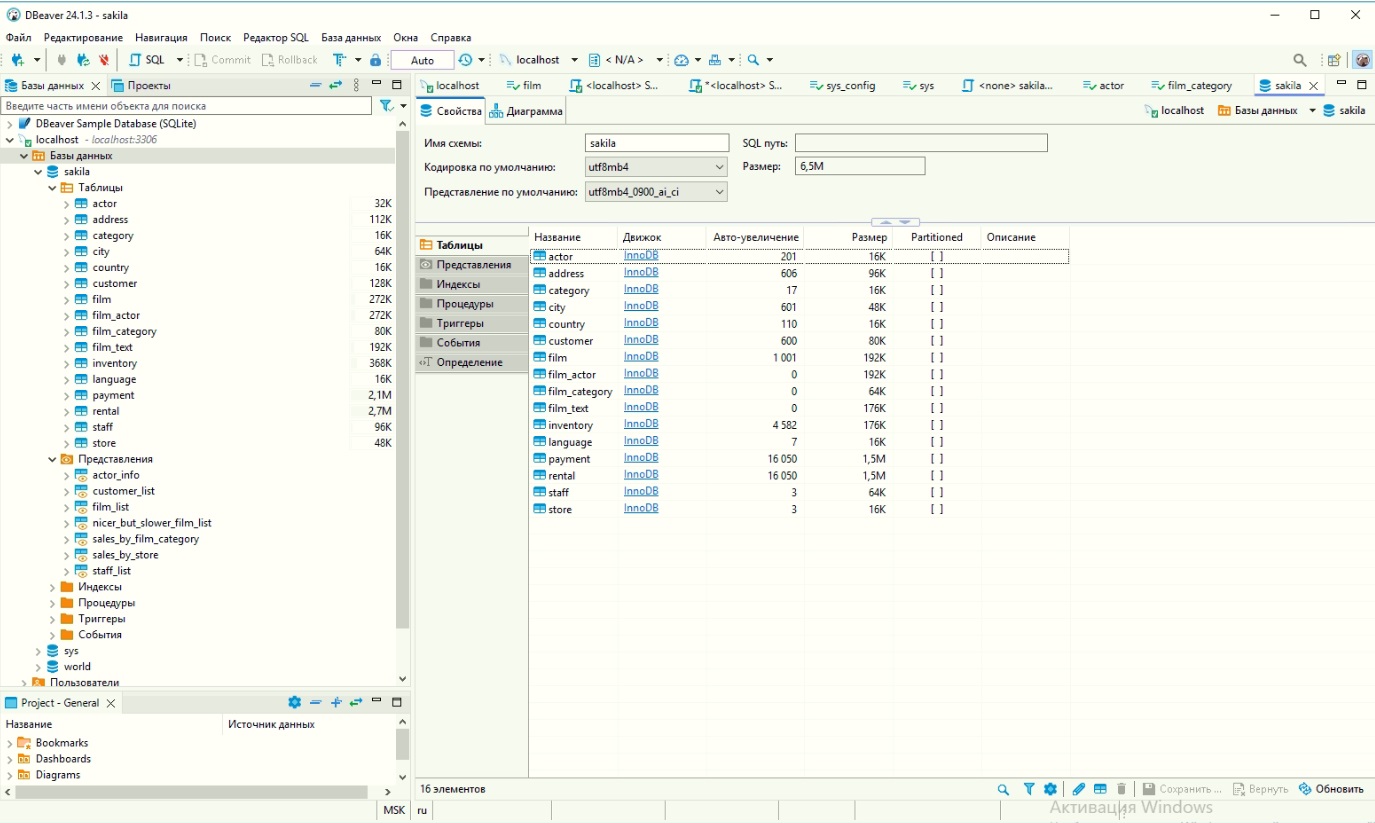 DBeaver 24.1.3 - sakila
Файл Редактирование Навигация Поиск Редактор SQL База данных Окна Справка
SQL Commit Rollback Auto localhost < N/A >
Базы данных Проекты
Введите часть имени объекта для поиска
DBeaver Sample Database (SQLite)
localhost - localhost:3306
Базы данных
sakila
Таблицы
actor 32K
address 112K
category 16K
city 64K
country 16K
customer 128K
film 272K
film_actor 272K
film_category 80K
film_text 192K
inventory 368K
language 16K
payment 2,1M
rental 2,7M
staff 96K
store 48K
Представления
actor_info
customer_list
film_list
nicer_but_slower_film_list
sales_by_film_category
sales_by_store
staff_list
Индексы
Процедуры
Триггеры
События
sys
world
Пользователи
Project - General
Название Источник данных
Bookmarks
Dashboards
Diagrams
localhost film <localhost> S... *<localhost> S... sys_config sys <none> sakila... actor film_category sakila
Свойства Диаграмма localhost Базы данных sakila
Имя схемы: sakila SQL путь:
Кодировка по умолчанию: utf8mb4 Размер: 6,5M
Представление по умолчанию: utf8mb4_0900_ai_ci
Таблицы
Представления
Индексы
Процедуры
Триггеры
События
Определение
Название Движок Авто-увеличение Размер Partitioned Описание
actor InnoDB 201 16K [ ]
address InnoDB 606 96K [ ]
category InnoDB 17 16K [ ]
city InnoDB 601 48K [ ]
country InnoDB 110 16K [ ]
customer InnoDB 600 80K [ ]
film InnoDB 1 001 192K [ ]
film_actor InnoDB 0 192K [ ]
film_category InnoDB 0 64K [ ]
film_text InnoDB 0 176K [ ]
inventory InnoDB 4 582 176K [ ]
language InnoDB 7 16K [ ]
payment InnoDB 16 050 1,5M [ ]
rental InnoDB 16 050 1,5M [ ]
staff InnoDB 3 64K [ ]
store InnoDB 3 16K [ ]
16 элементов Сохранить ... Вернуть Обновить
MSK ru
Активация Windows